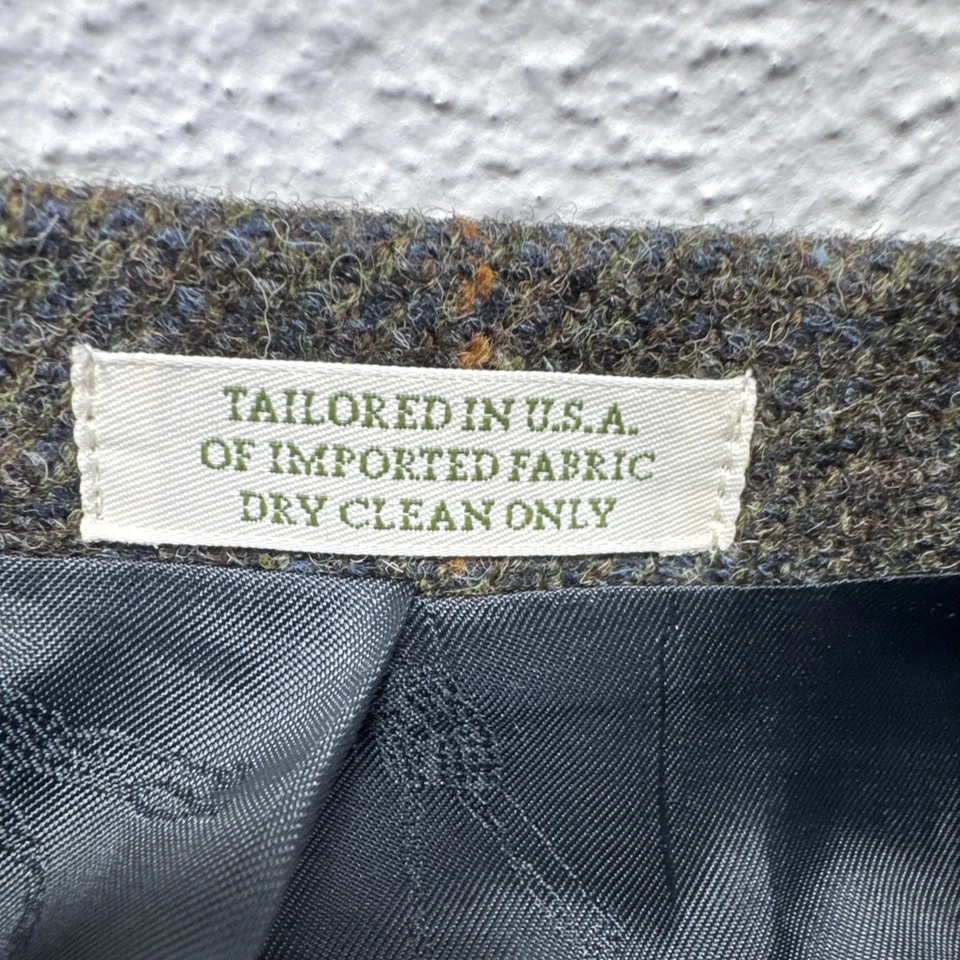 TAILORED IN U.S.A.
OF IMPORTED FABRIC
DRY CLEAN ONLY